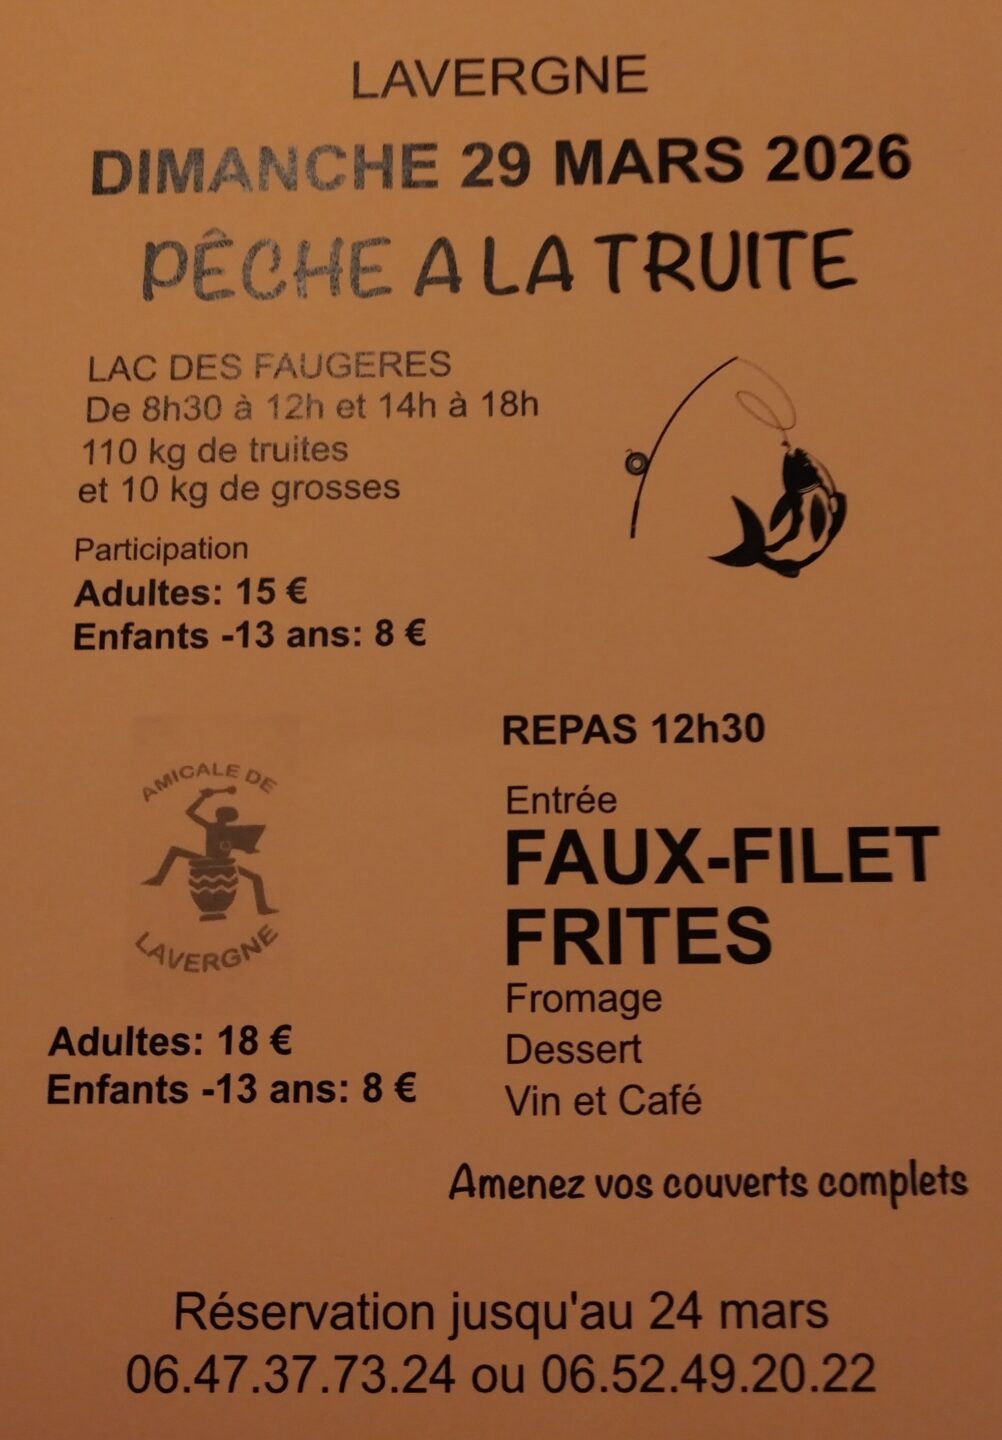 LAVERGNE
DIMANCHE 29 MARS 2026
PÊCHE A LA TRUITE
LAC DES FAUGERES
De 8h30 à 12h et 14h à 18h
110 kg de truites
et 10 kg de grosses
Participation
Adultes: 15 €
Enfants -13 ans: 8 €
REPAS 12h30
Entrée
FAUX-FILET
FRITES
Fromage
Dessert
Vin et Café
AMICALE DE
LAVERGNE
Adultes: 18 €
Enfants -13 ans: 8 €
Amenez vos couverts complets
Réservation jusqu'au 24 mars
06.47.37.73.24 ou 06.52.49.20.22